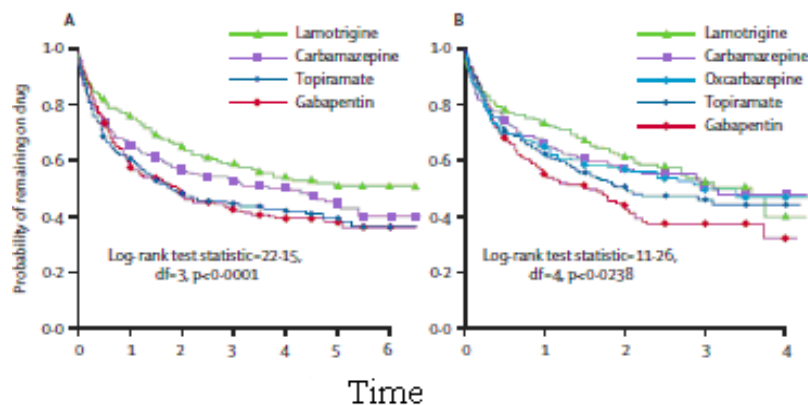 A
Lamotrigine
Carbamazepine
Topiramate
Gabapentin
Probability of remaining on drug
1·0
0·8
0·6
0·4
0·2
0·0
Log-rank test statistic=22·15,
df=3, p<0·0001
0 1 2 3 4 5 6
B
Lamotrigine
Carbamazepine
Oxcarbazepine
Topiramate
Gabapentin
1·0
0·8
0·6
0·4
0·2
0·0
Log-rank test statistic=11·26,
df=4, p<0·0238
0 1 2 3 4
Time